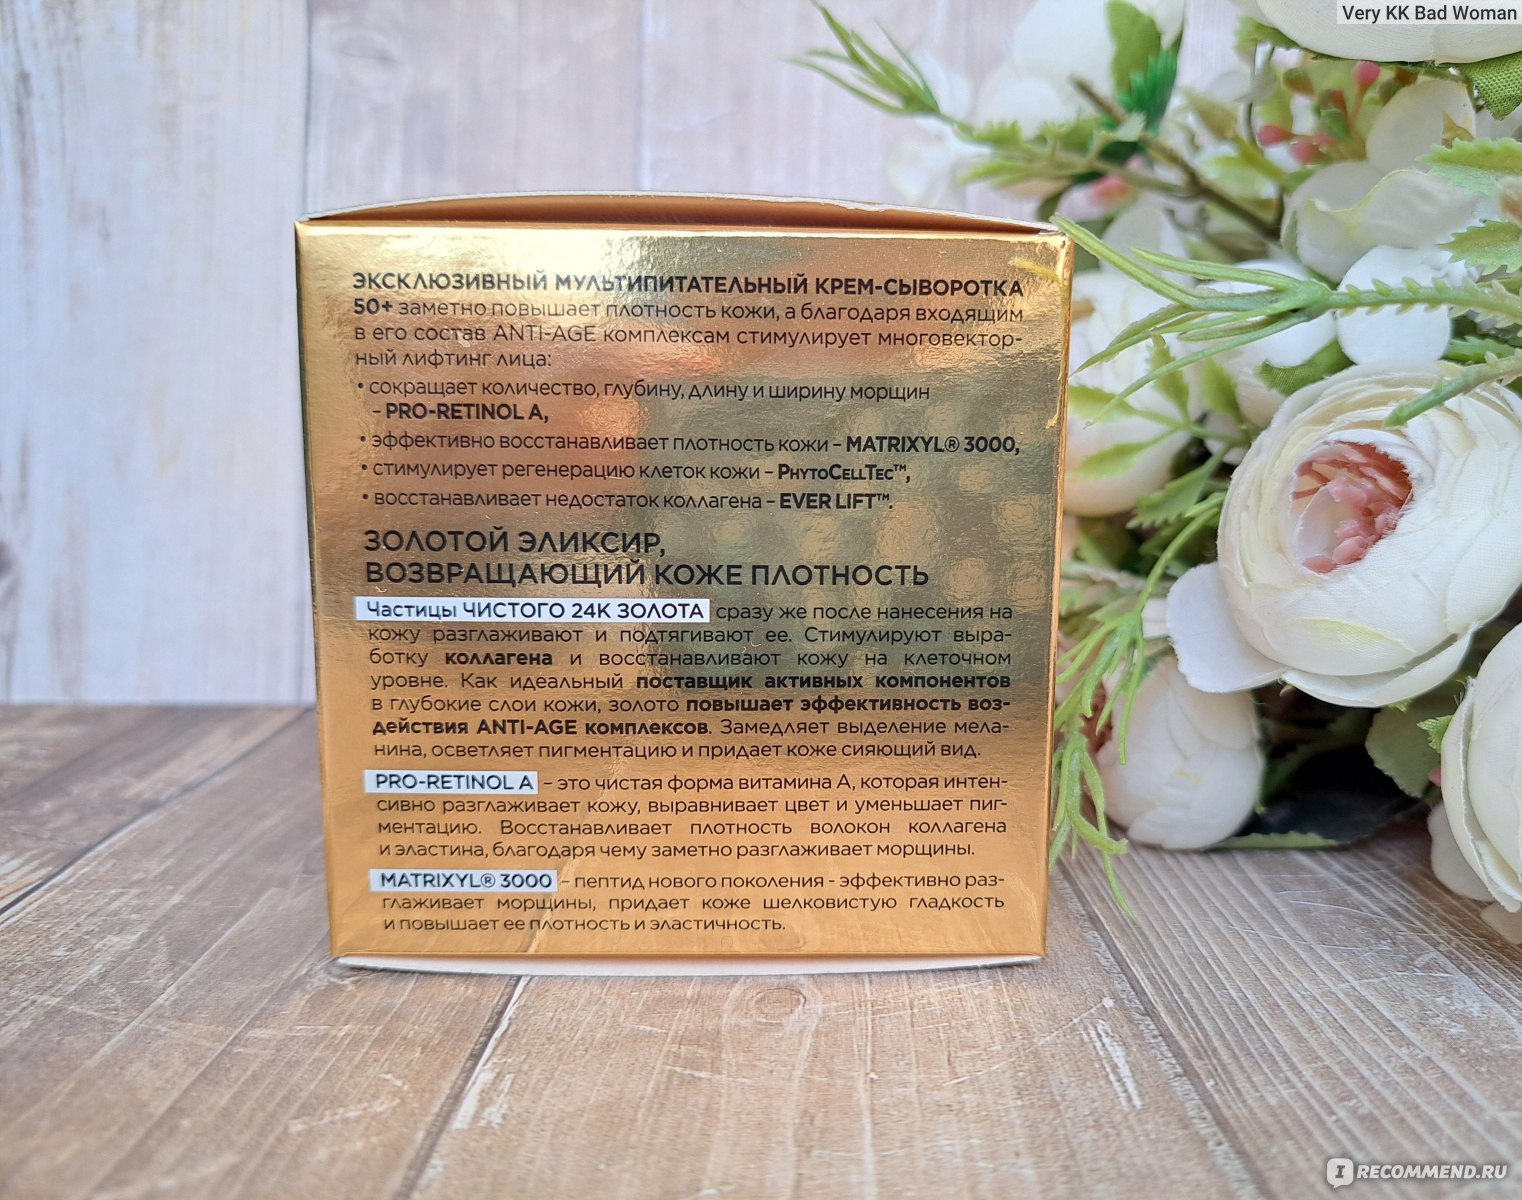 Very KK Bad Woman
ЭКСКЛЮЗИВНЫЙ МУЛЬТИПИТАТЕЛЬНЫЙ КРЕМ-СЫВОРОТКА
50+ заметно повышает плотность кожи, а благодаря входящим
в его состав ANTI-AGE комплексам стимулирует многовектор-
ный лифтинг лица:
• сокращает количество, глубину, длину и ширину морщин
– PRO-RETINOL A,
• эффективно восстанавливает плотность кожи – MATRIXYL® 3000,
• стимулирует регенерацию клеток кожи – PHYTOCELLTEC™,
• восстанавливает недостаток коллагена – EVER LIFT™.
ЗОЛОТОЙ ЭЛИКСИР,
ВОЗВРАЩАЮЩИЙ КОЖЕ ПЛОТНОСТЬ
Частицы ЧИСТОГО 24К ЗОЛОТА сразу же после нанесения на
кожу разглаживают и подтягивают ее. Стимулируют выра-
ботку коллагена и восстанавливают кожу на клеточном
уровне. Как идеальный поставщик активных компонентов
в глубокие слои кожи, золото повышает эффективность воз-
действия ANTI-AGE комплексов. Замедляет выделение мела-
нина, осветляет пигментацию и придает коже сияющий вид.
PRO-RETINOL A – это чистая форма витамина А, которая интен-
сивно разглаживает кожу, выравнивает цвет и уменьшает пиг-
ментацию. Восстанавливает плотность волокон коллагена
и эластина, благодаря чему заметно разглаживает морщины.
MATRIXYL® 3000 – пептид нового поколения - эффективно раз-
глаживает морщины, придает коже шелковистую гладкость
и повышает ее плотность и эластичность.
IRECOMMEND.RU